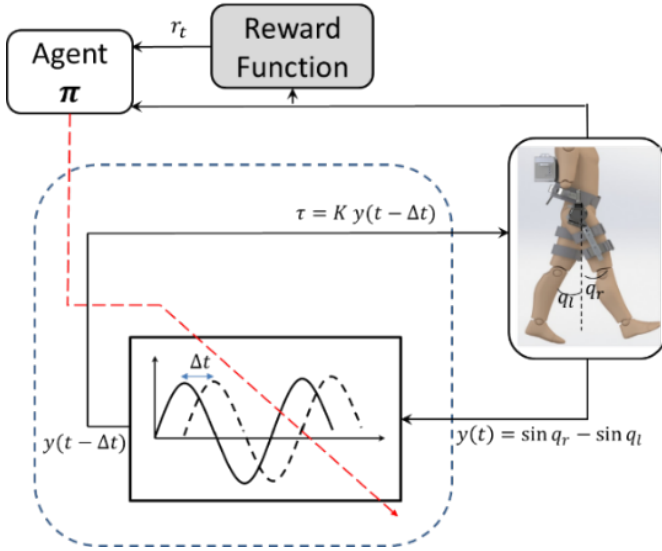 Agent
π
r_t
Reward
Function
τ = K y(t − Δt)
q_l
q_r
Δt
y(t − Δt)
y(t) = sin q_r − sin q_l